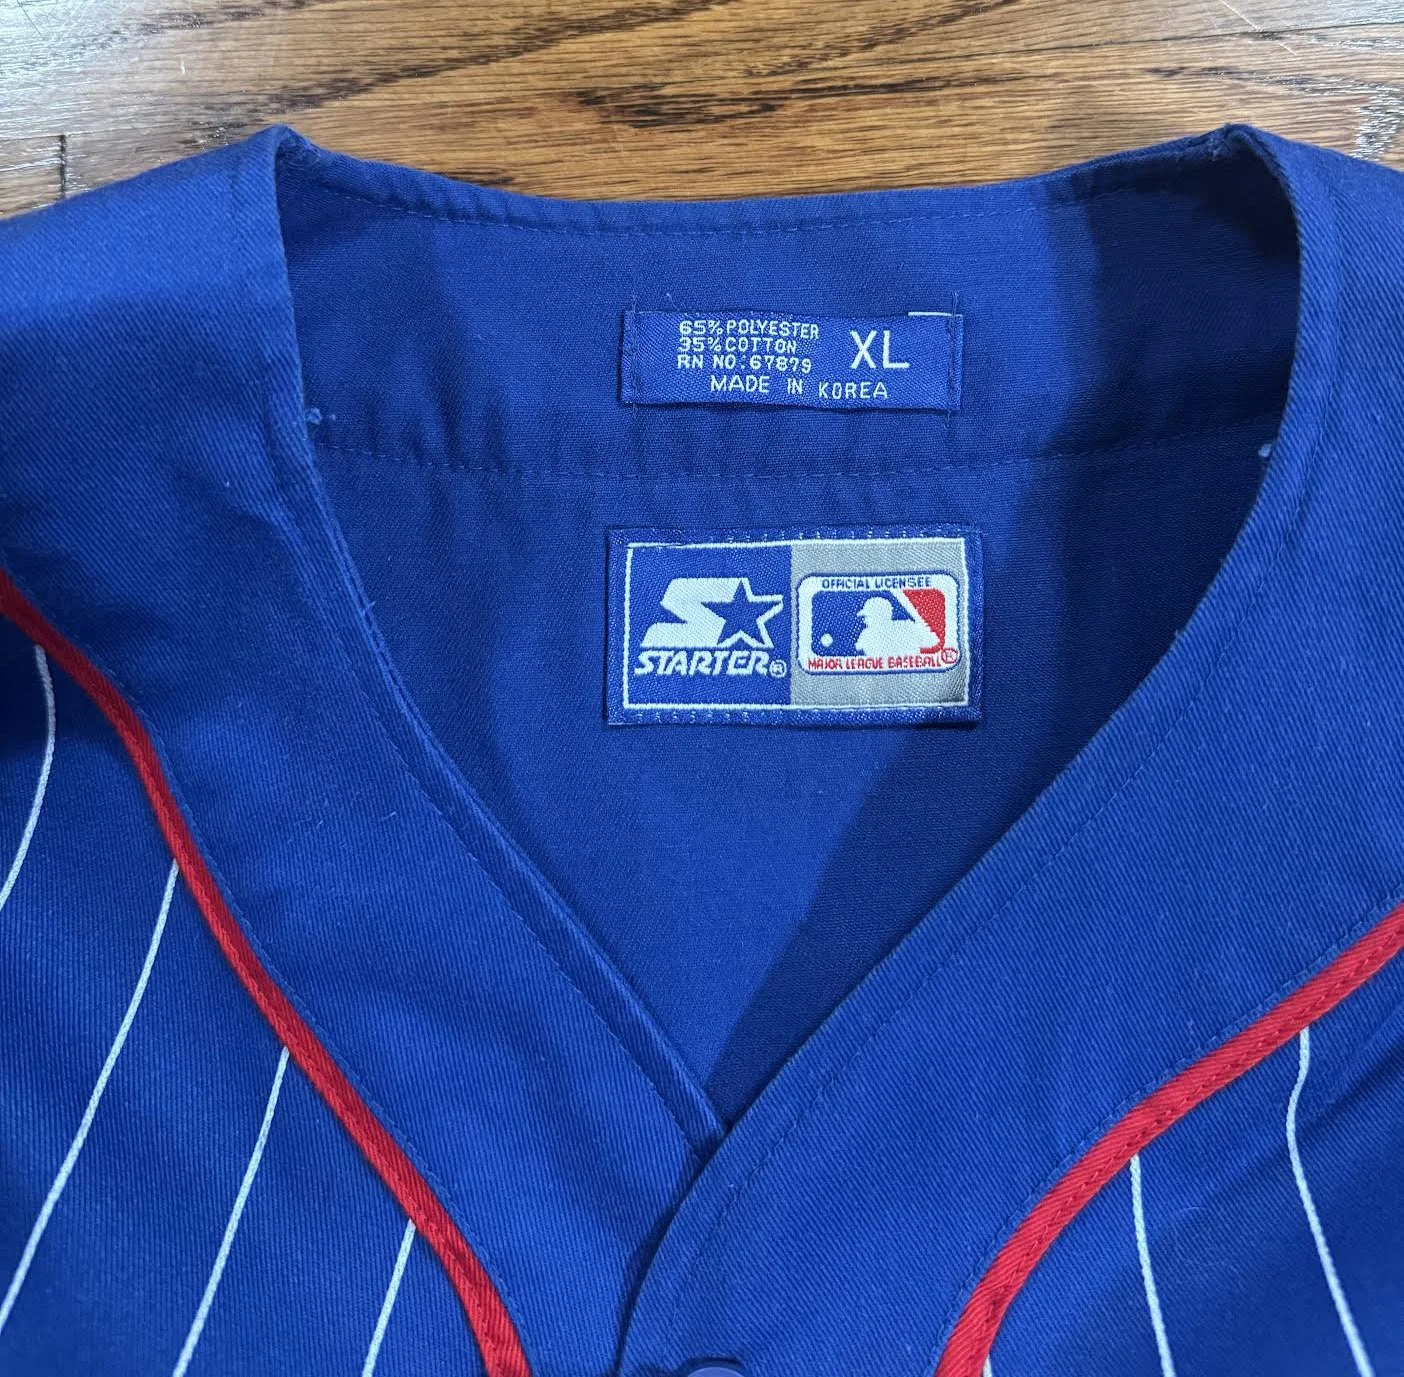 65% POLYESTER
35% COTTON
RN NO.: 67879
MADE IN KOREA
XL
STARTER®
OFFICIAL LICENSEE
MAJOR LEAGUE BASEBALL®